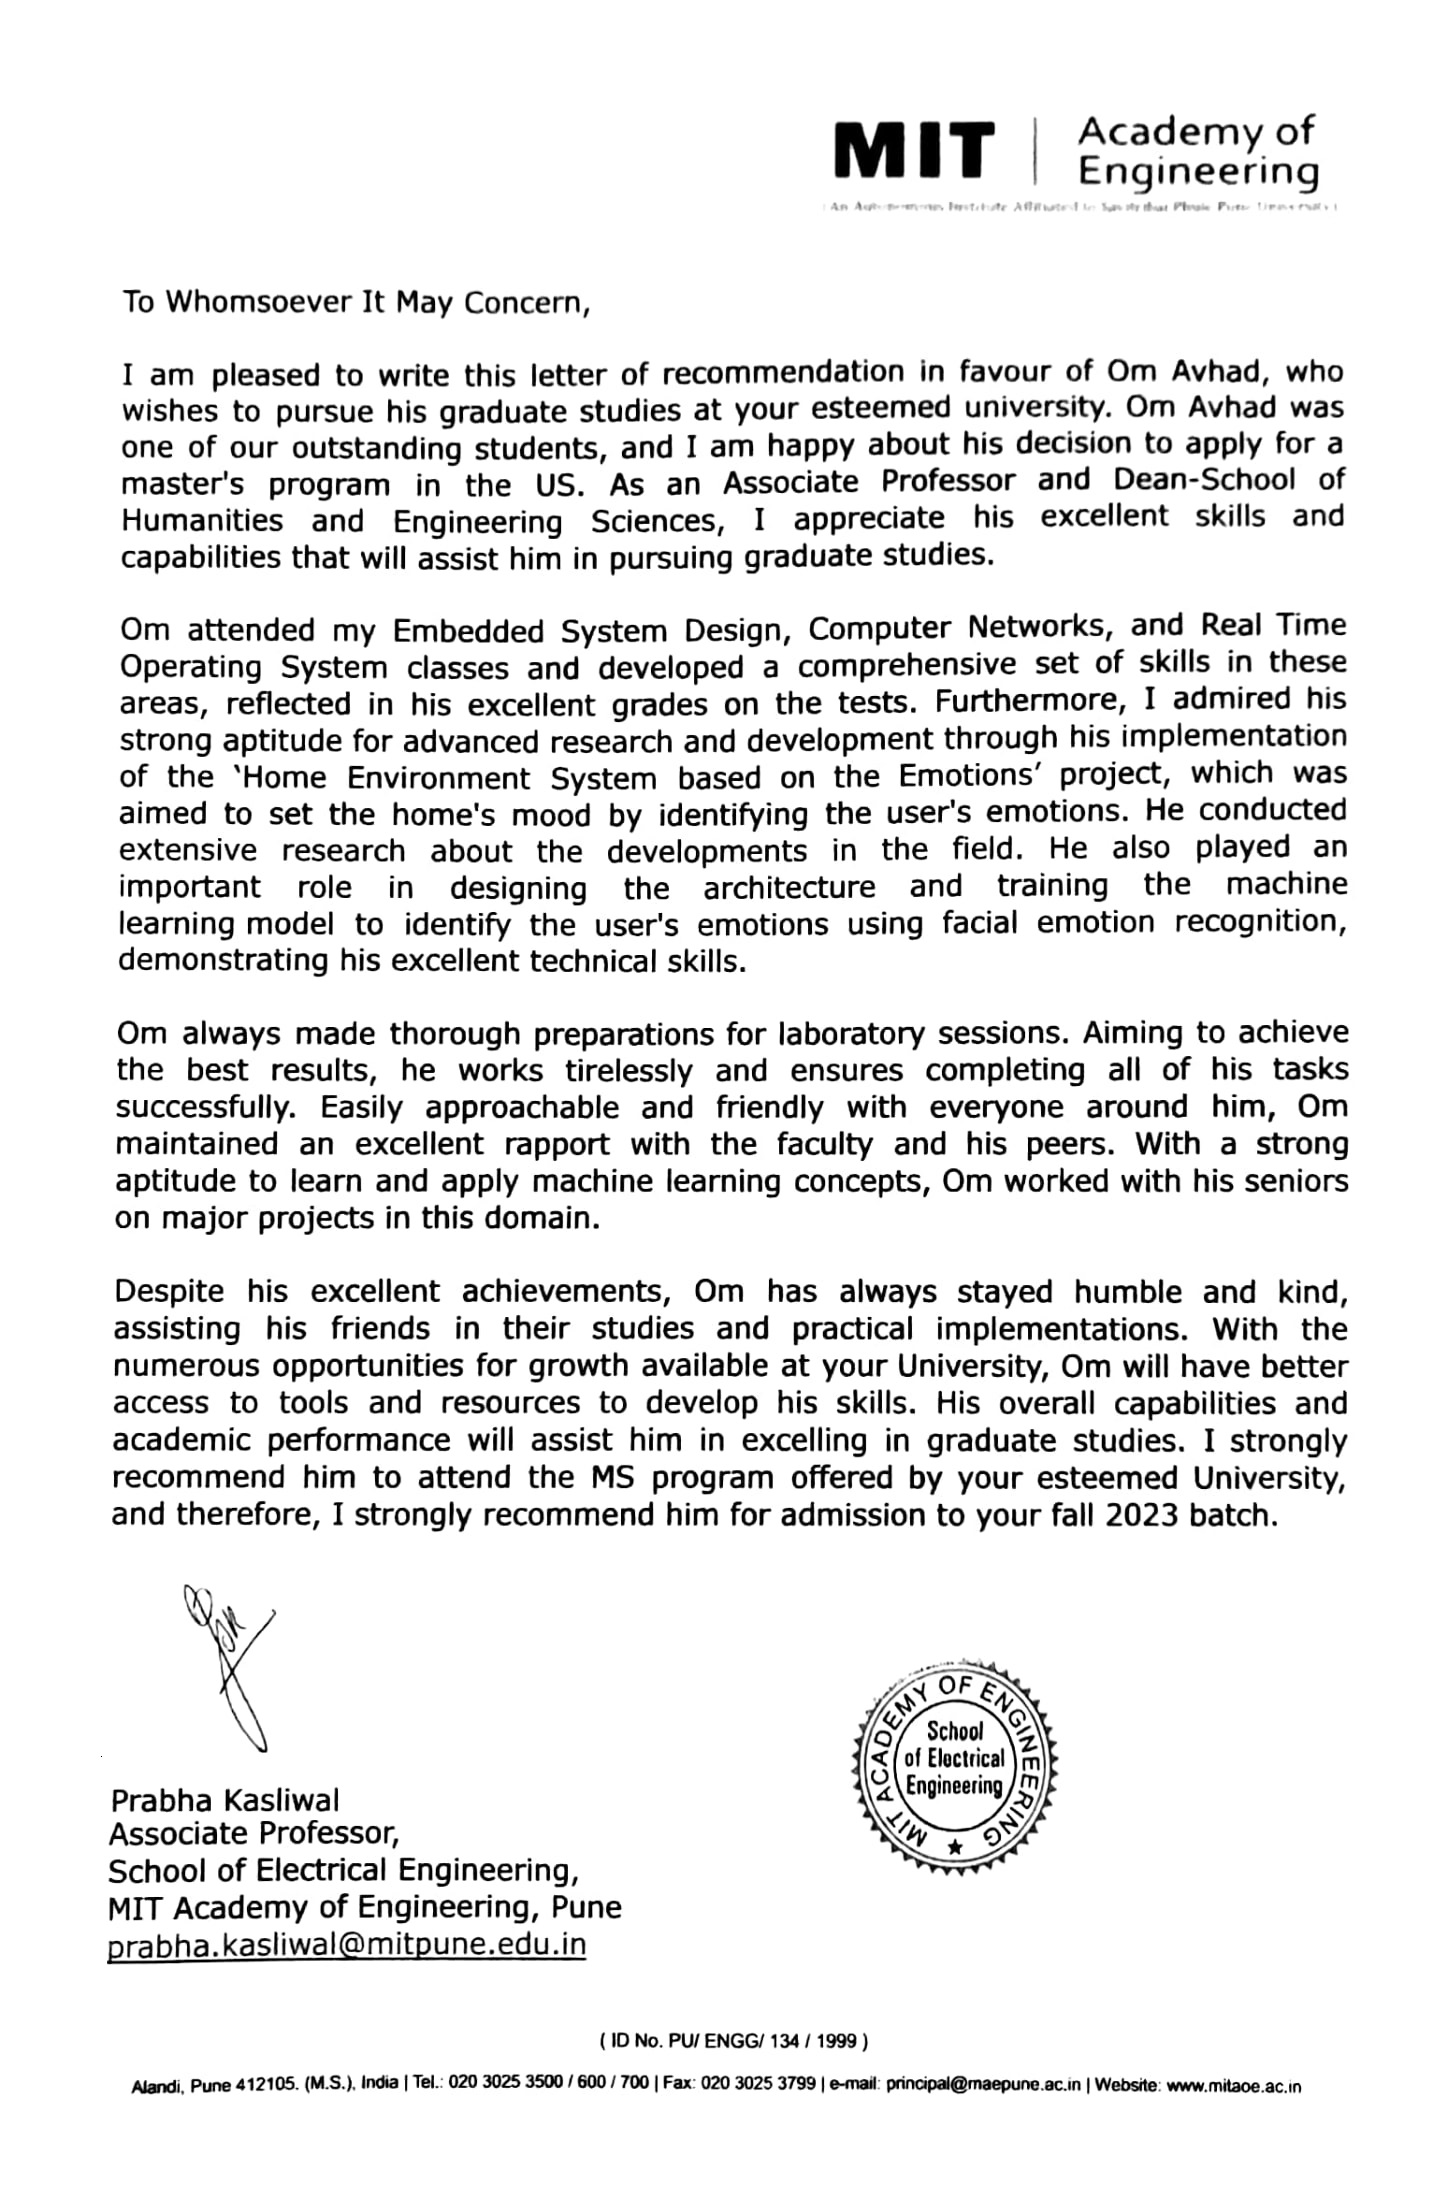 MIT
Academy of
Engineering
To Whomsoever It May Concern,
I am pleased to write this letter of recommendation in favour of Om Avhad, who
wishes to pursue his graduate studies at your esteemed university. Om Avhad was
one of our outstanding students, and I am happy about his decision to apply for a
master's program in the US. As an Associate Professor and Dean-School of
Humanities and Engineering Sciences, I appreciate his excellent skills and
capabilities that will assist him in pursuing graduate studies.
Om attended my Embedded System Design, Computer Networks, and Real Time
Operating System classes and developed a comprehensive set of skills in these
areas, reflected in his excellent grades on the tests. Furthermore, I admired his
strong aptitude for advanced research and development through his implementation
of the ‘Home Environment System based on the Emotions’ project, which was
aimed to set the home's mood by identifying the user's emotions. He conducted
extensive research about the developments in the field. He also played an
important role in designing the architecture and training the machine
learning model to identify the user's emotions using facial emotion recognition,
demonstrating his excellent technical skills.
Om always made thorough preparations for laboratory sessions. Aiming to achieve
the best results, he works tirelessly and ensures completing all of his tasks
successfully. Easily approachable and friendly with everyone around him, Om
maintained an excellent rapport with the faculty and his peers. With a strong
aptitude to learn and apply machine learning concepts, Om worked with his seniors
on major projects in this domain.
Despite his excellent achievements, Om has always stayed humble and kind,
assisting his friends in their studies and practical implementations. With the
numerous opportunities for growth available at your University, Om will have better
access to tools and resources to develop his skills. His overall capabilities and
academic performance will assist him in excelling in graduate studies. I strongly
recommend him to attend the MS program offered by your esteemed University,
and therefore, I strongly recommend him for admission to your fall 2023 batch.
MIT ACADEMY OF ENGINEERING
School
of Electrical
Engineering
Prabha Kasliwal
Associate Professor,
School of Electrical Engineering,
MIT Academy of Engineering, Pune
prabha.kasliwal@mitpune.edu.in
( ID No. PU/ ENGG/ 134 / 1999 )
Alandi, Pune 412105. (M.S.), India | Tel.: 020 3025 3500 / 600 / 700 | Fax: 020 3025 3799 | e-mail: principal@maepune.ac.in | Website: www.mitaoe.ac.in